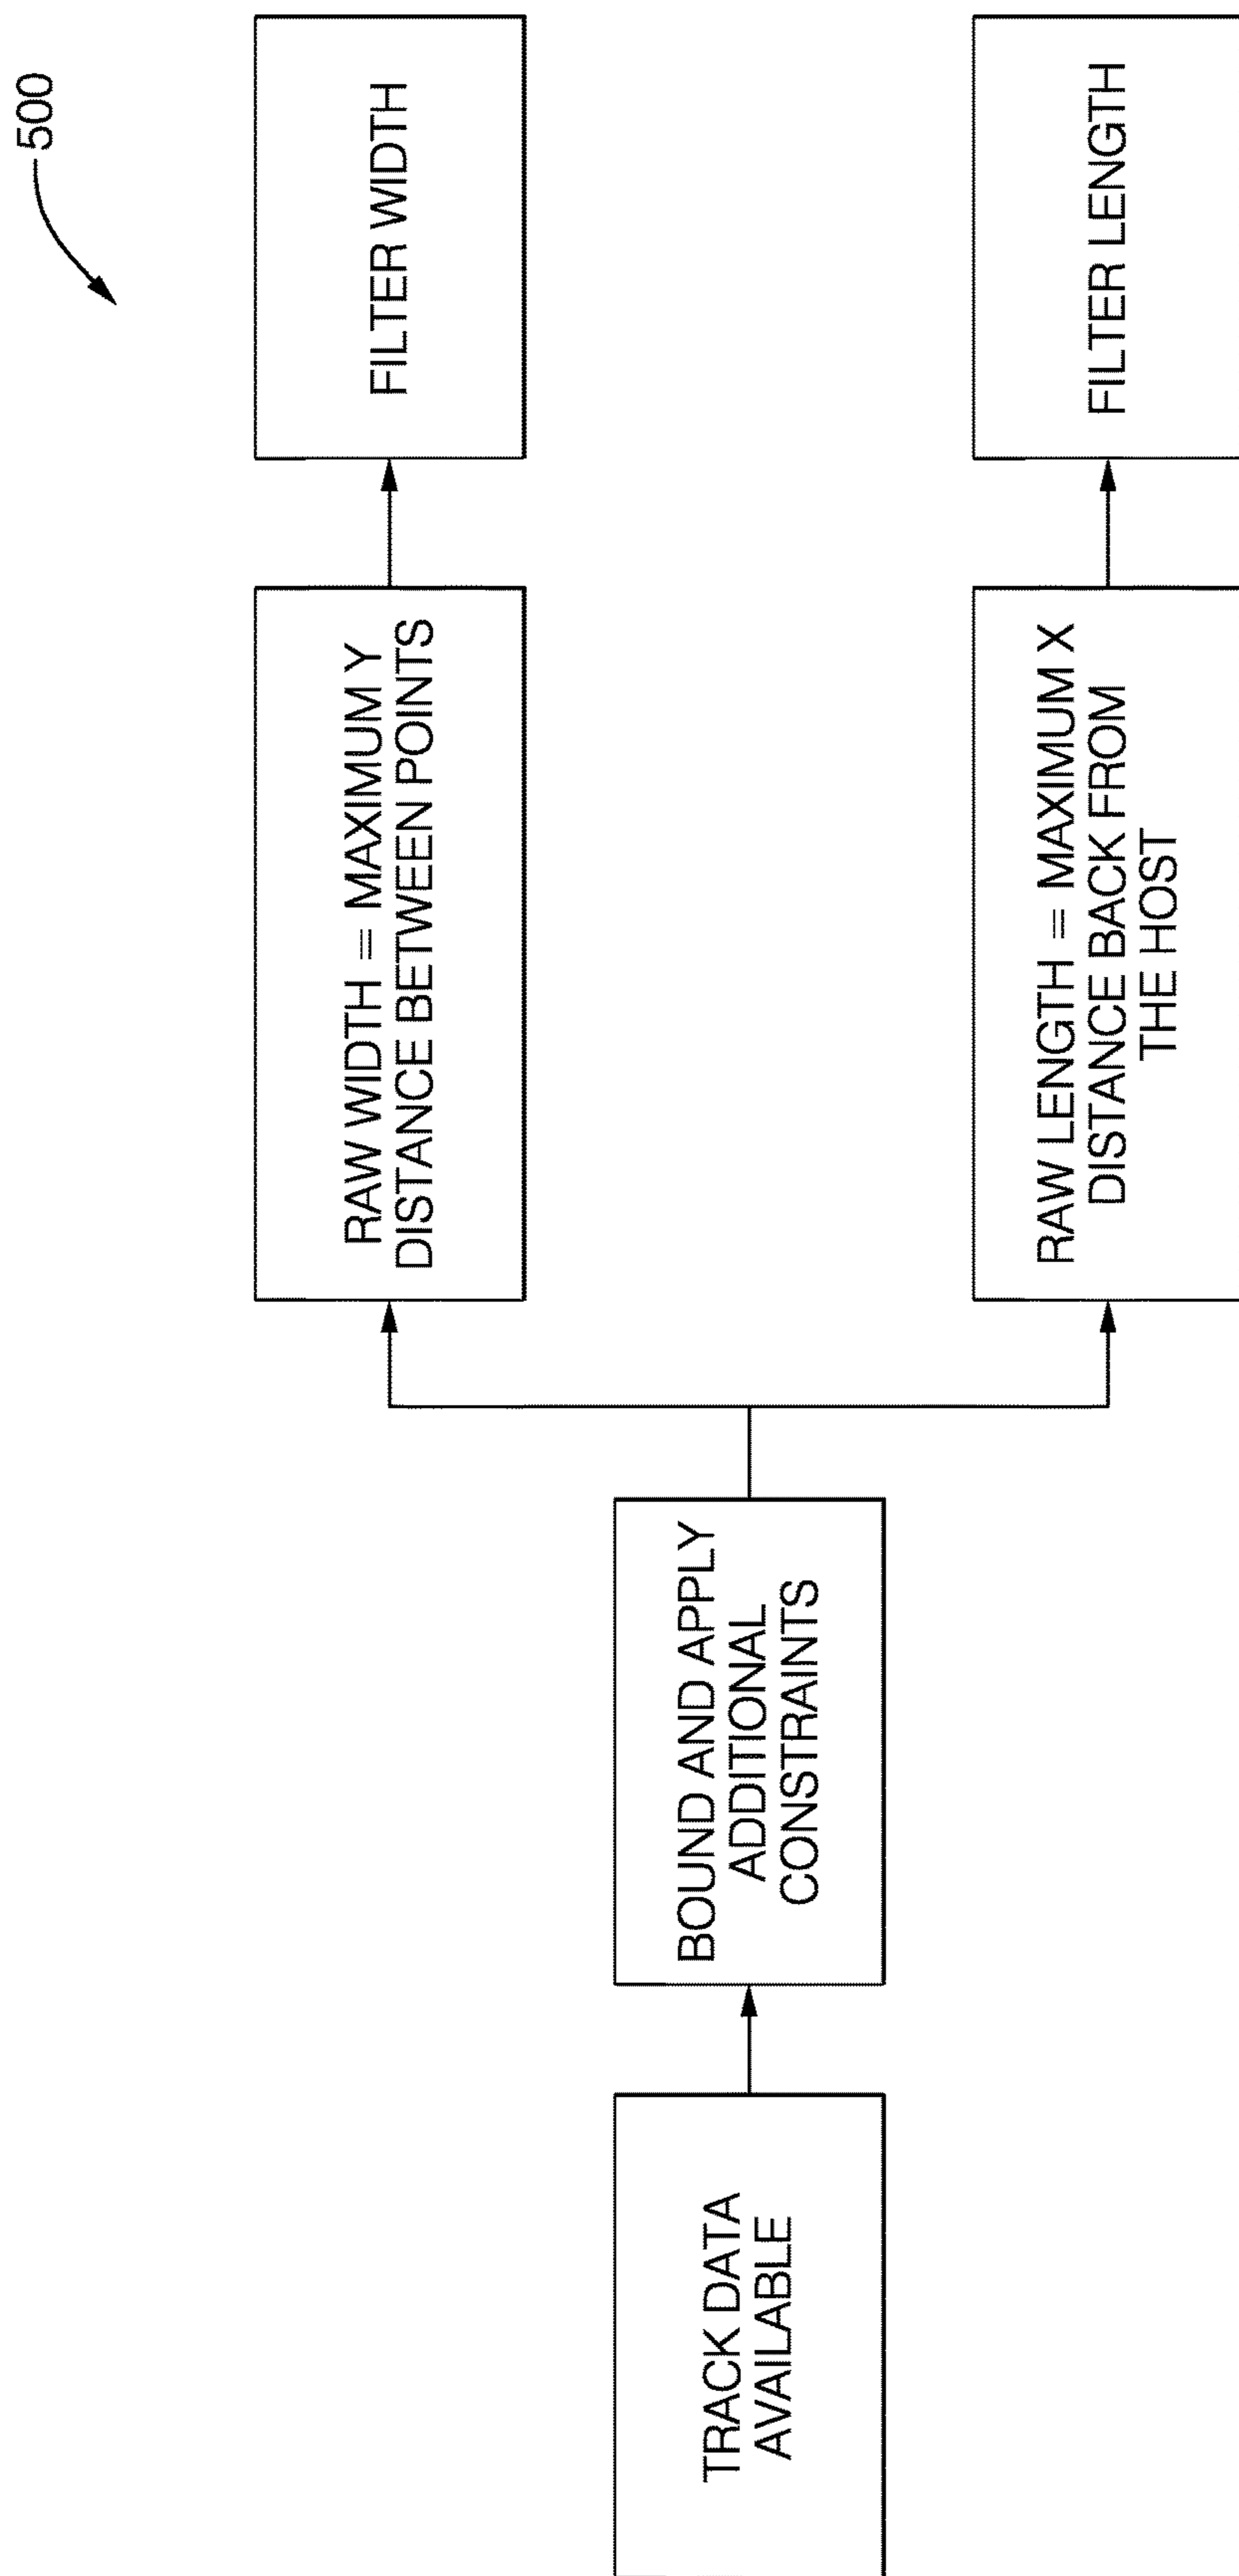 500
TRACK DATA
AVAILABLE
BOUND AND APPLY
ADDITIONAL
CONSTRAINTS
RAW WIDTH = MAXIMUM Y
DISTANCE BETWEEN POINTS
FILTER WIDTH
RAW LENGTH = MAXIMUM X
DISTANCE BACK FROM
THE HOST
FILTER LENGTH